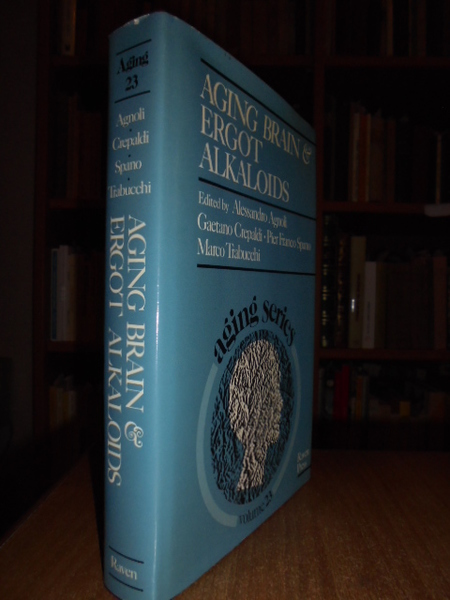 Aging
23
Agnoli
Crepaldi
Spano
Trabucchi
AGING BRAIN &
ERGOT ALKALOIDS
Raven
AGING BRAIN &
ERGOT
ALKALOIDS
Edited by Alessandro Agnoli
Gaetano Crepaldi • Pier Franco Spano
Marco Trabucchi
aging series
volume 23
Raven
Press